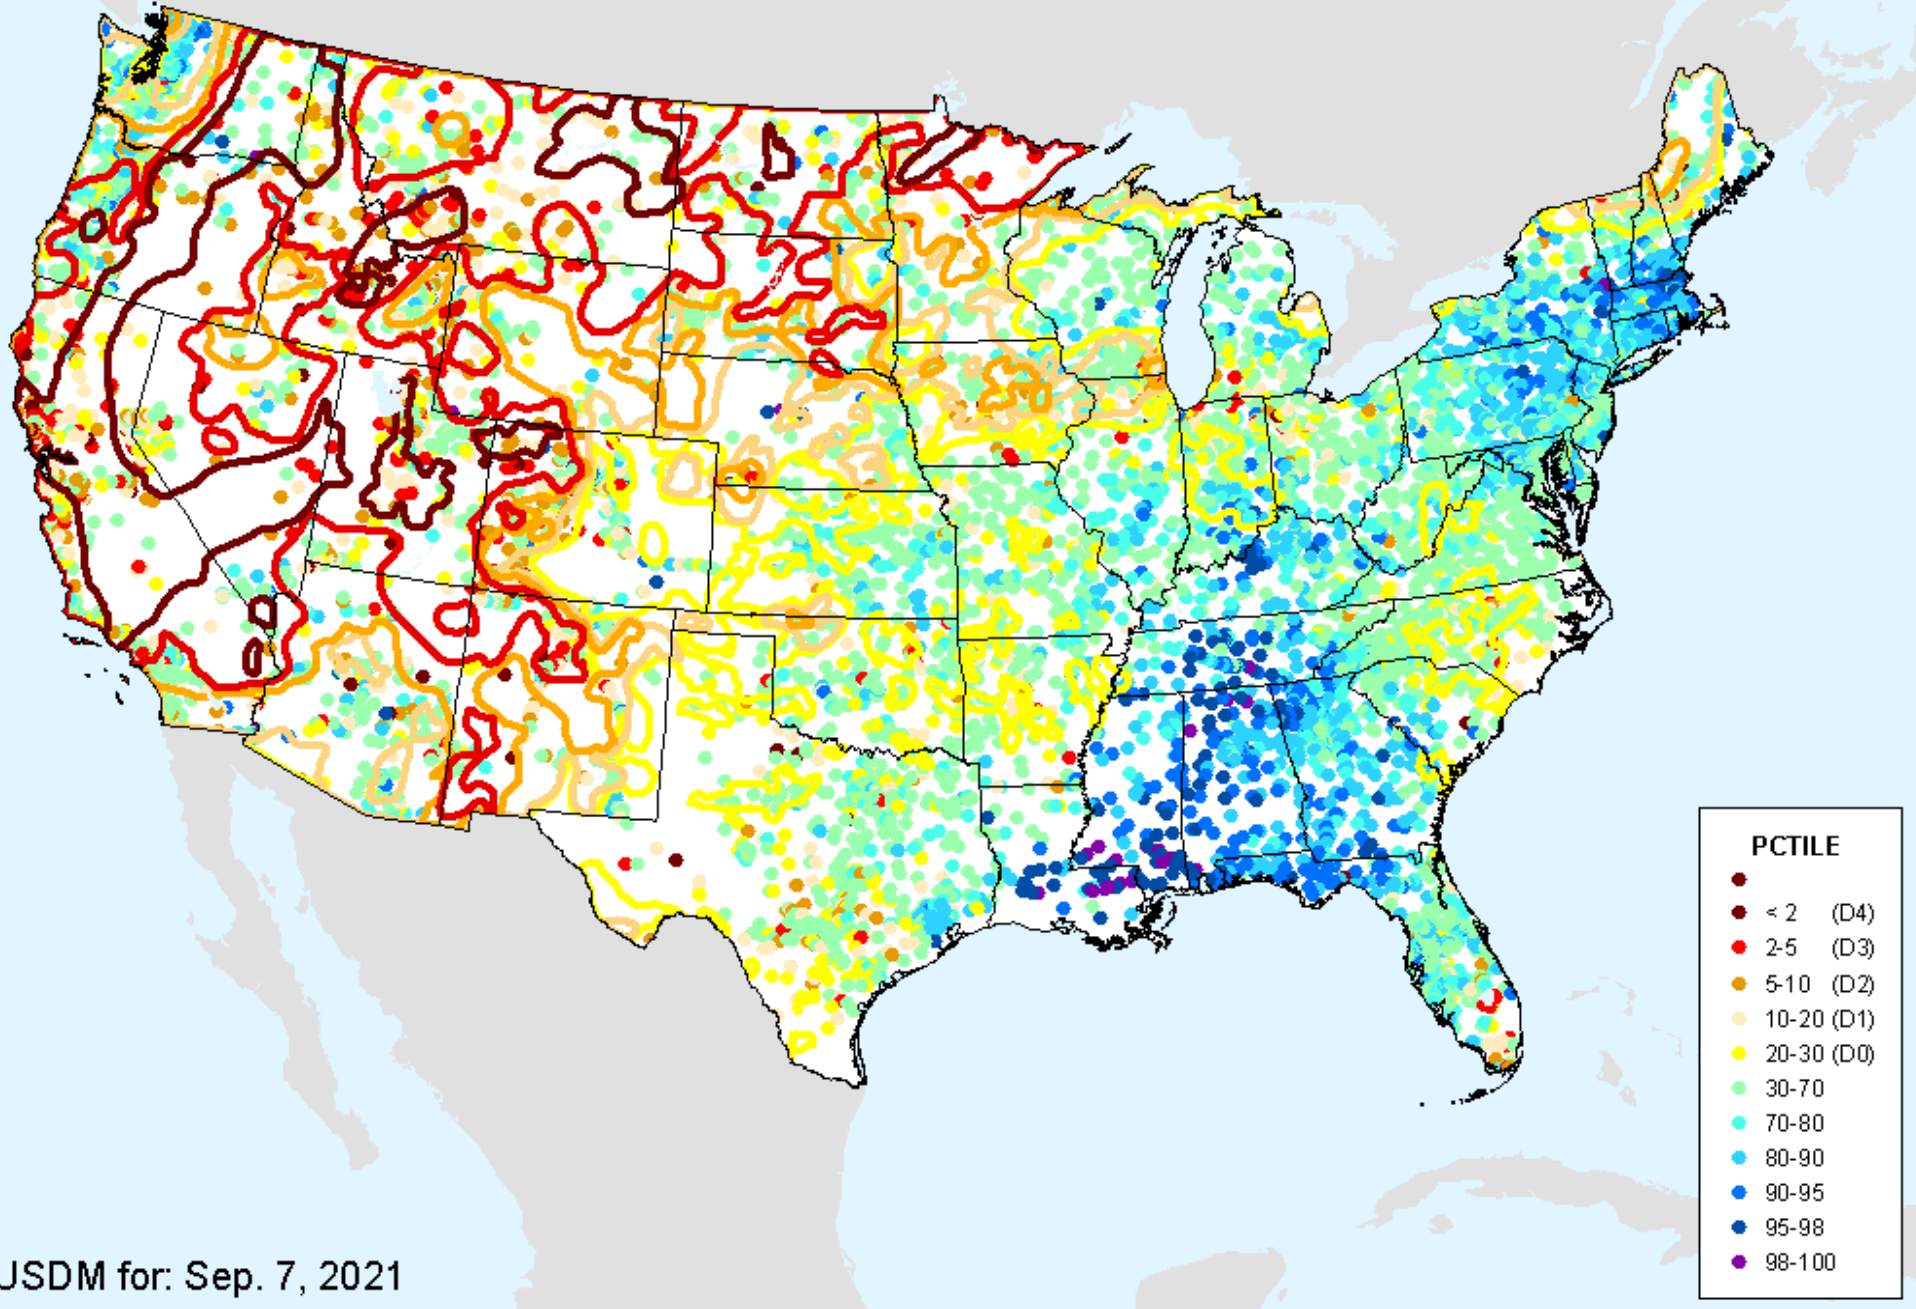 PCTILE
< 2 (D4)
2-5 (D3)
5-10 (D2)
10-20 (D1)
20-30 (D0)
30-70
70-80
80-90
90-95
95-98
98-100
USDM for: Sep. 7, 2021